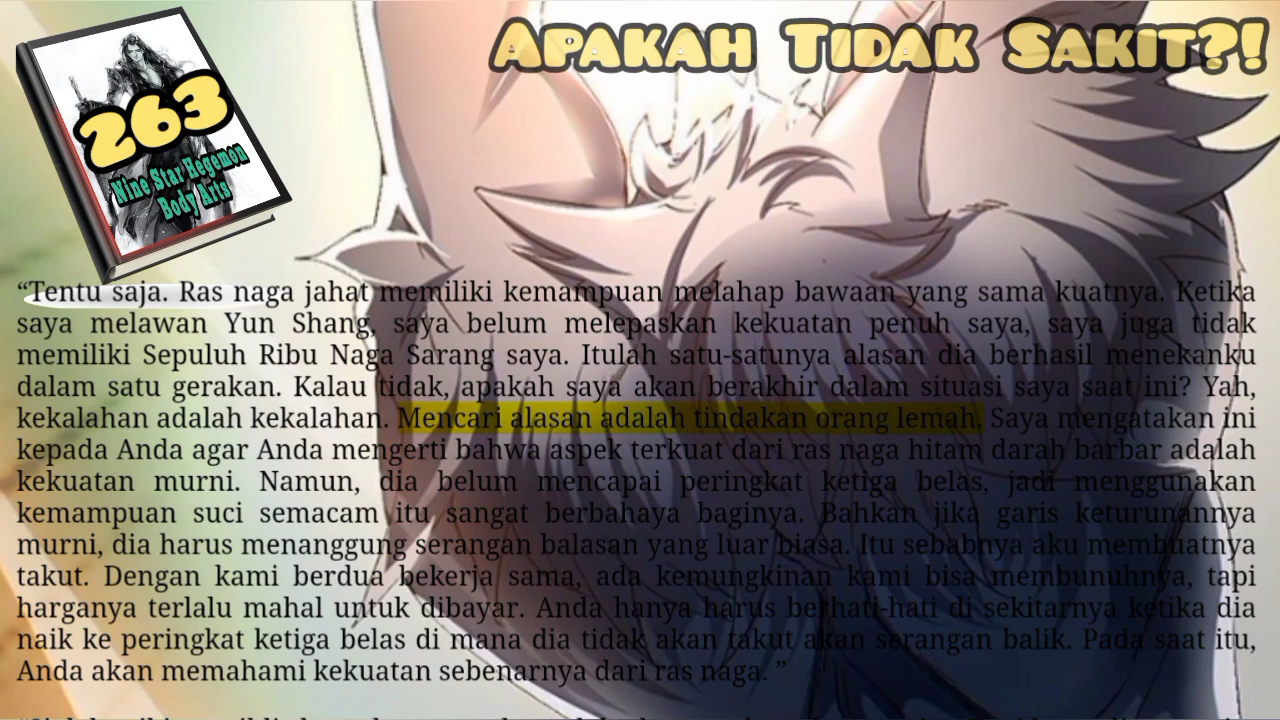 APAKAH TIDAK SAKIT?!
263
Nine Star Hegemon
Body Arts
“Tentu saja. Ras naga jahat memiliki kemampuan melahap bawaan yang sama kuatnya. Ketika
saya melawan Yun Shang, saya belum melepaskan kekuatan penuh saya, saya juga tidak
memiliki Sepuluh Ribu Naga Sarang saya. Itulah satu-satunya alasan dia berhasil menekanku
dalam satu gerakan. Kalau tidak, apakah saya akan berakhir dalam situasi saya saat ini? Yah,
kekalahan adalah kekalahan. Mencari alasan adalah tindakan orang lemah. Saya mengatakan ini
kepada Anda agar Anda mengerti bahwa aspek terkuat dari ras naga hitam darah barbar adalah
kekuatan murni. Namun, dia belum mencapai peringkat ketiga belas, jadi menggunakan
kemampuan suci semacam itu sangat berbahaya baginya. Bahkan jika garis keturunannya
murni, dia harus menanggung serangan balasan yang luar biasa. Itu sebabnya aku membuatnya
takut. Dengan kami berdua bekerja sama, ada kemungkinan kami bisa membunuhnya, tapi
harganya terlalu mahal untuk dibayar. Anda hanya harus berhati-hati di sekitarnya ketika dia
naik ke peringkat ketiga belas di mana dia tidak akan takut akan serangan balik. Pada saat itu,
Anda akan memahami kekuatan sebenarnya dari ras naga. ”